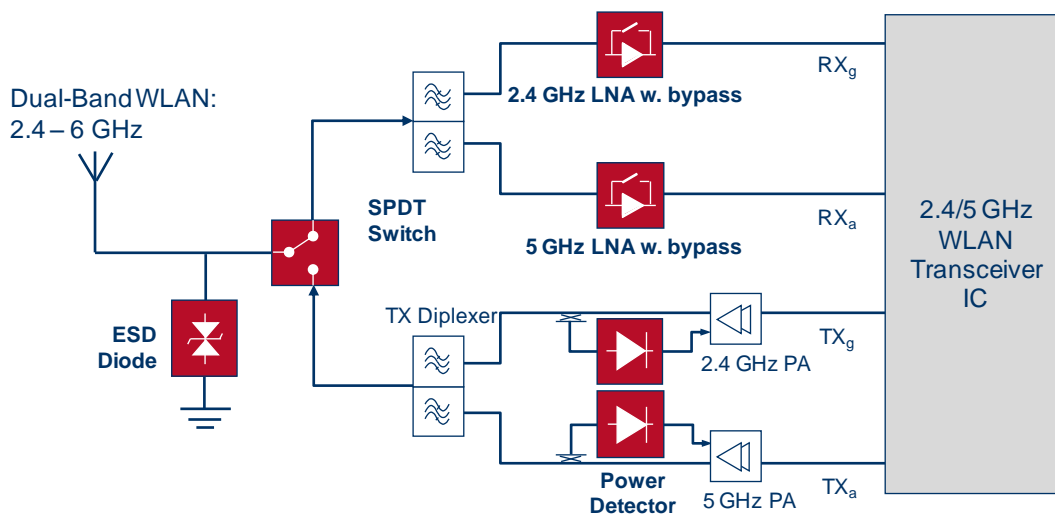 Dual-Band WLAN:
2.4 – 6 GHz
SPDT
Switch
ESD
Diode
2.4 GHz LNA w. bypass
RXg
5 GHz LNA w. bypass
RXa
TX Diplexer
2.4 GHz PA
TXg
Power
Detector
5 GHz PA
TXa
2.4/5 GHz
WLAN
Transceiver
IC